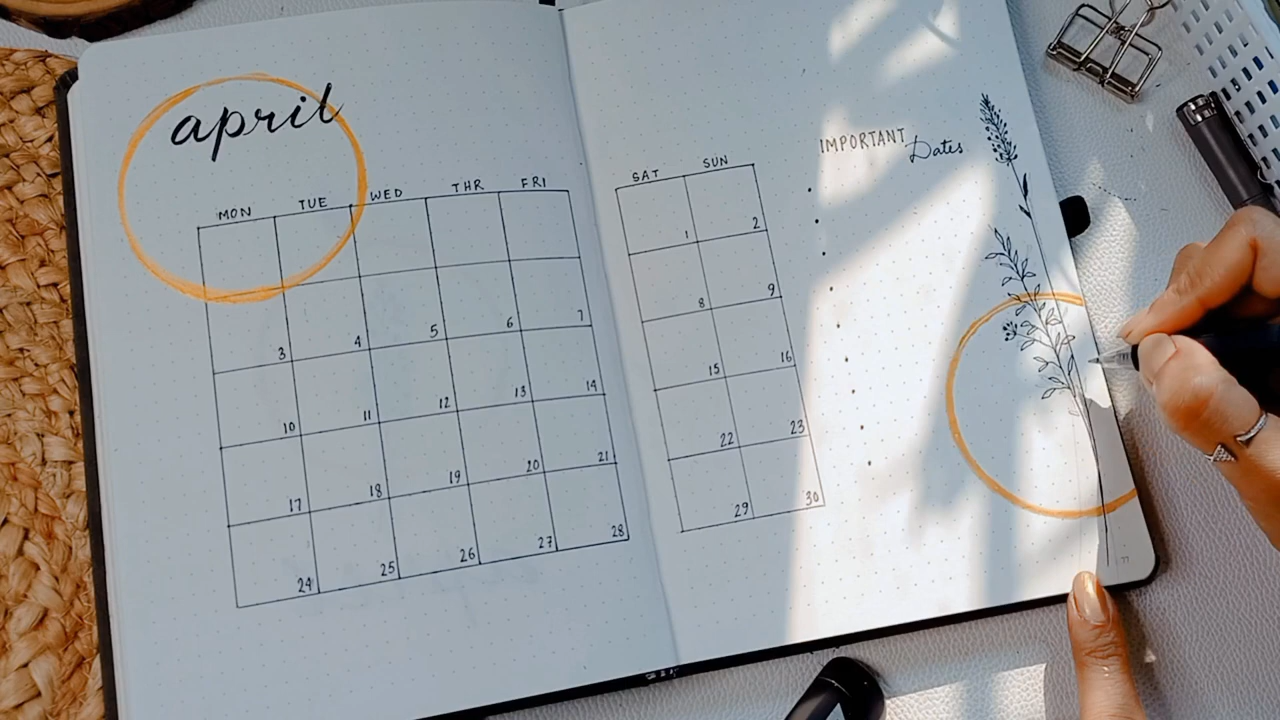 april
MON TUE WED THR FRI
3 4 5 6 7
10 11 12 13 14
17 18 19 20 21
24 25 26 27 28
SAT SUN
1 2
8 9
15 16
22 23
29 30
IMPORTANT Dates
77